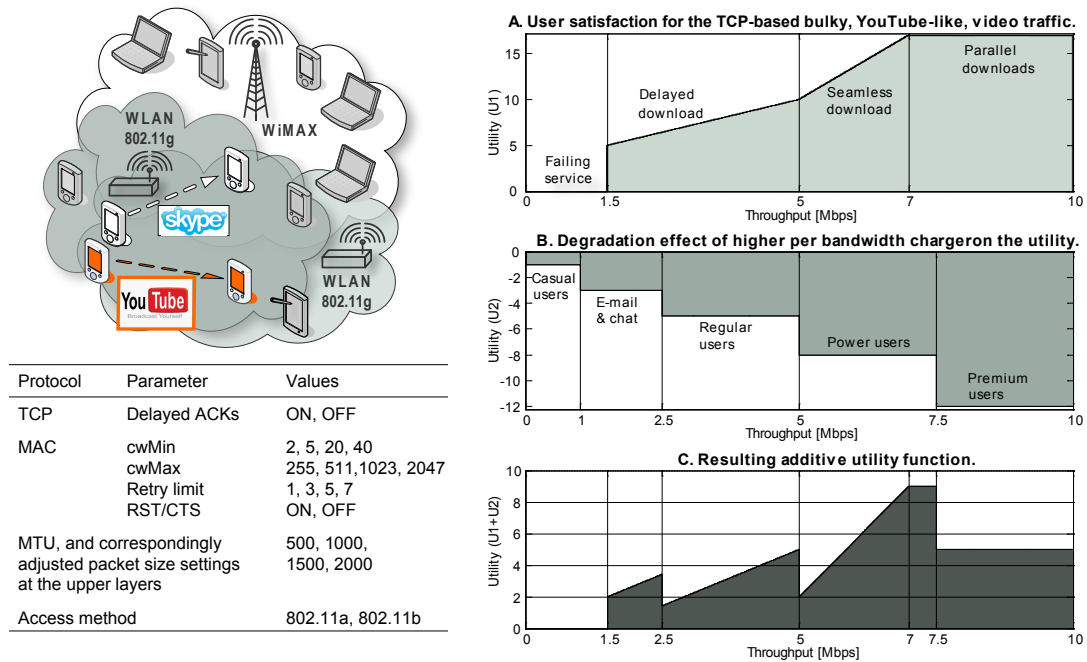 WLAN
802.11g
WiMAX
skype
You Tube
Broadcast Yourself
WLAN
802.11g
Protocol Parameter Values
TCP Delayed ACKs ON, OFF
MAC cwMin 2, 5, 20, 40
cwMax 255, 511,1023, 2047
Retry limit 1, 3, 5, 7
RST/CTS ON, OFF
MTU, and correspondingly 500, 1000,
adjusted packet size settings 1500, 2000
at the upper layers
Access method 802.11a, 802.11b
A. User satisfaction for the TCP-based bulky, YouTube-like, video traffic.
Utility (U1)
15
10
5
0
Failing
service
Delayed
download
Seamless
download
Parallel
downloads
0 1.5 5 7 10
Throughput [Mbps]
B. Degradation effect of higher per bandwidth chargeron the utility.
Utility (U2)
0
-2
-4
-6
-8
-10
-12
Casual
users
E-mail
& chat
Regular
users
Power users
Premium
users
0 1 2.5 5 7.5 10
Throughput [Mbps]
C. Resulting additive utility function.
Utility (U1+U2)
10
8
6
4
2
0
0 1.5 2.5 5 7 7.5 10
Throughput [Mbps]